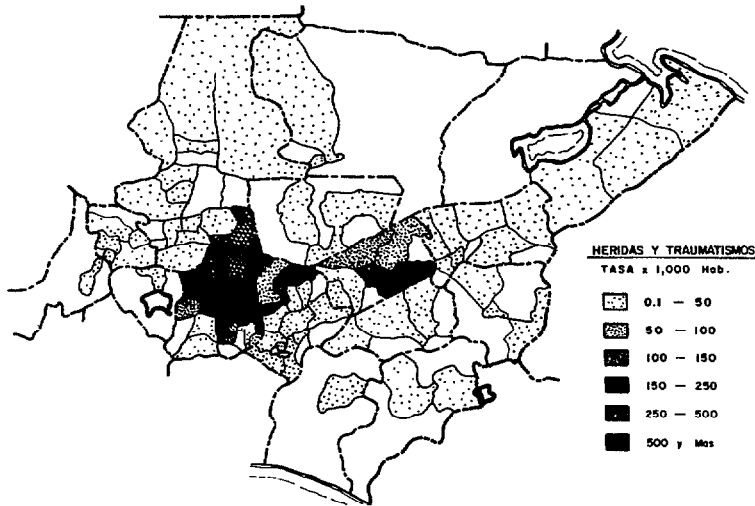 HERIDAS Y TRAUMATISMOS
TASA x 1,000 Hab.
0.1 — 50
50 — 100
100 — 150
150 — 250
250 — 500
500 y Mas